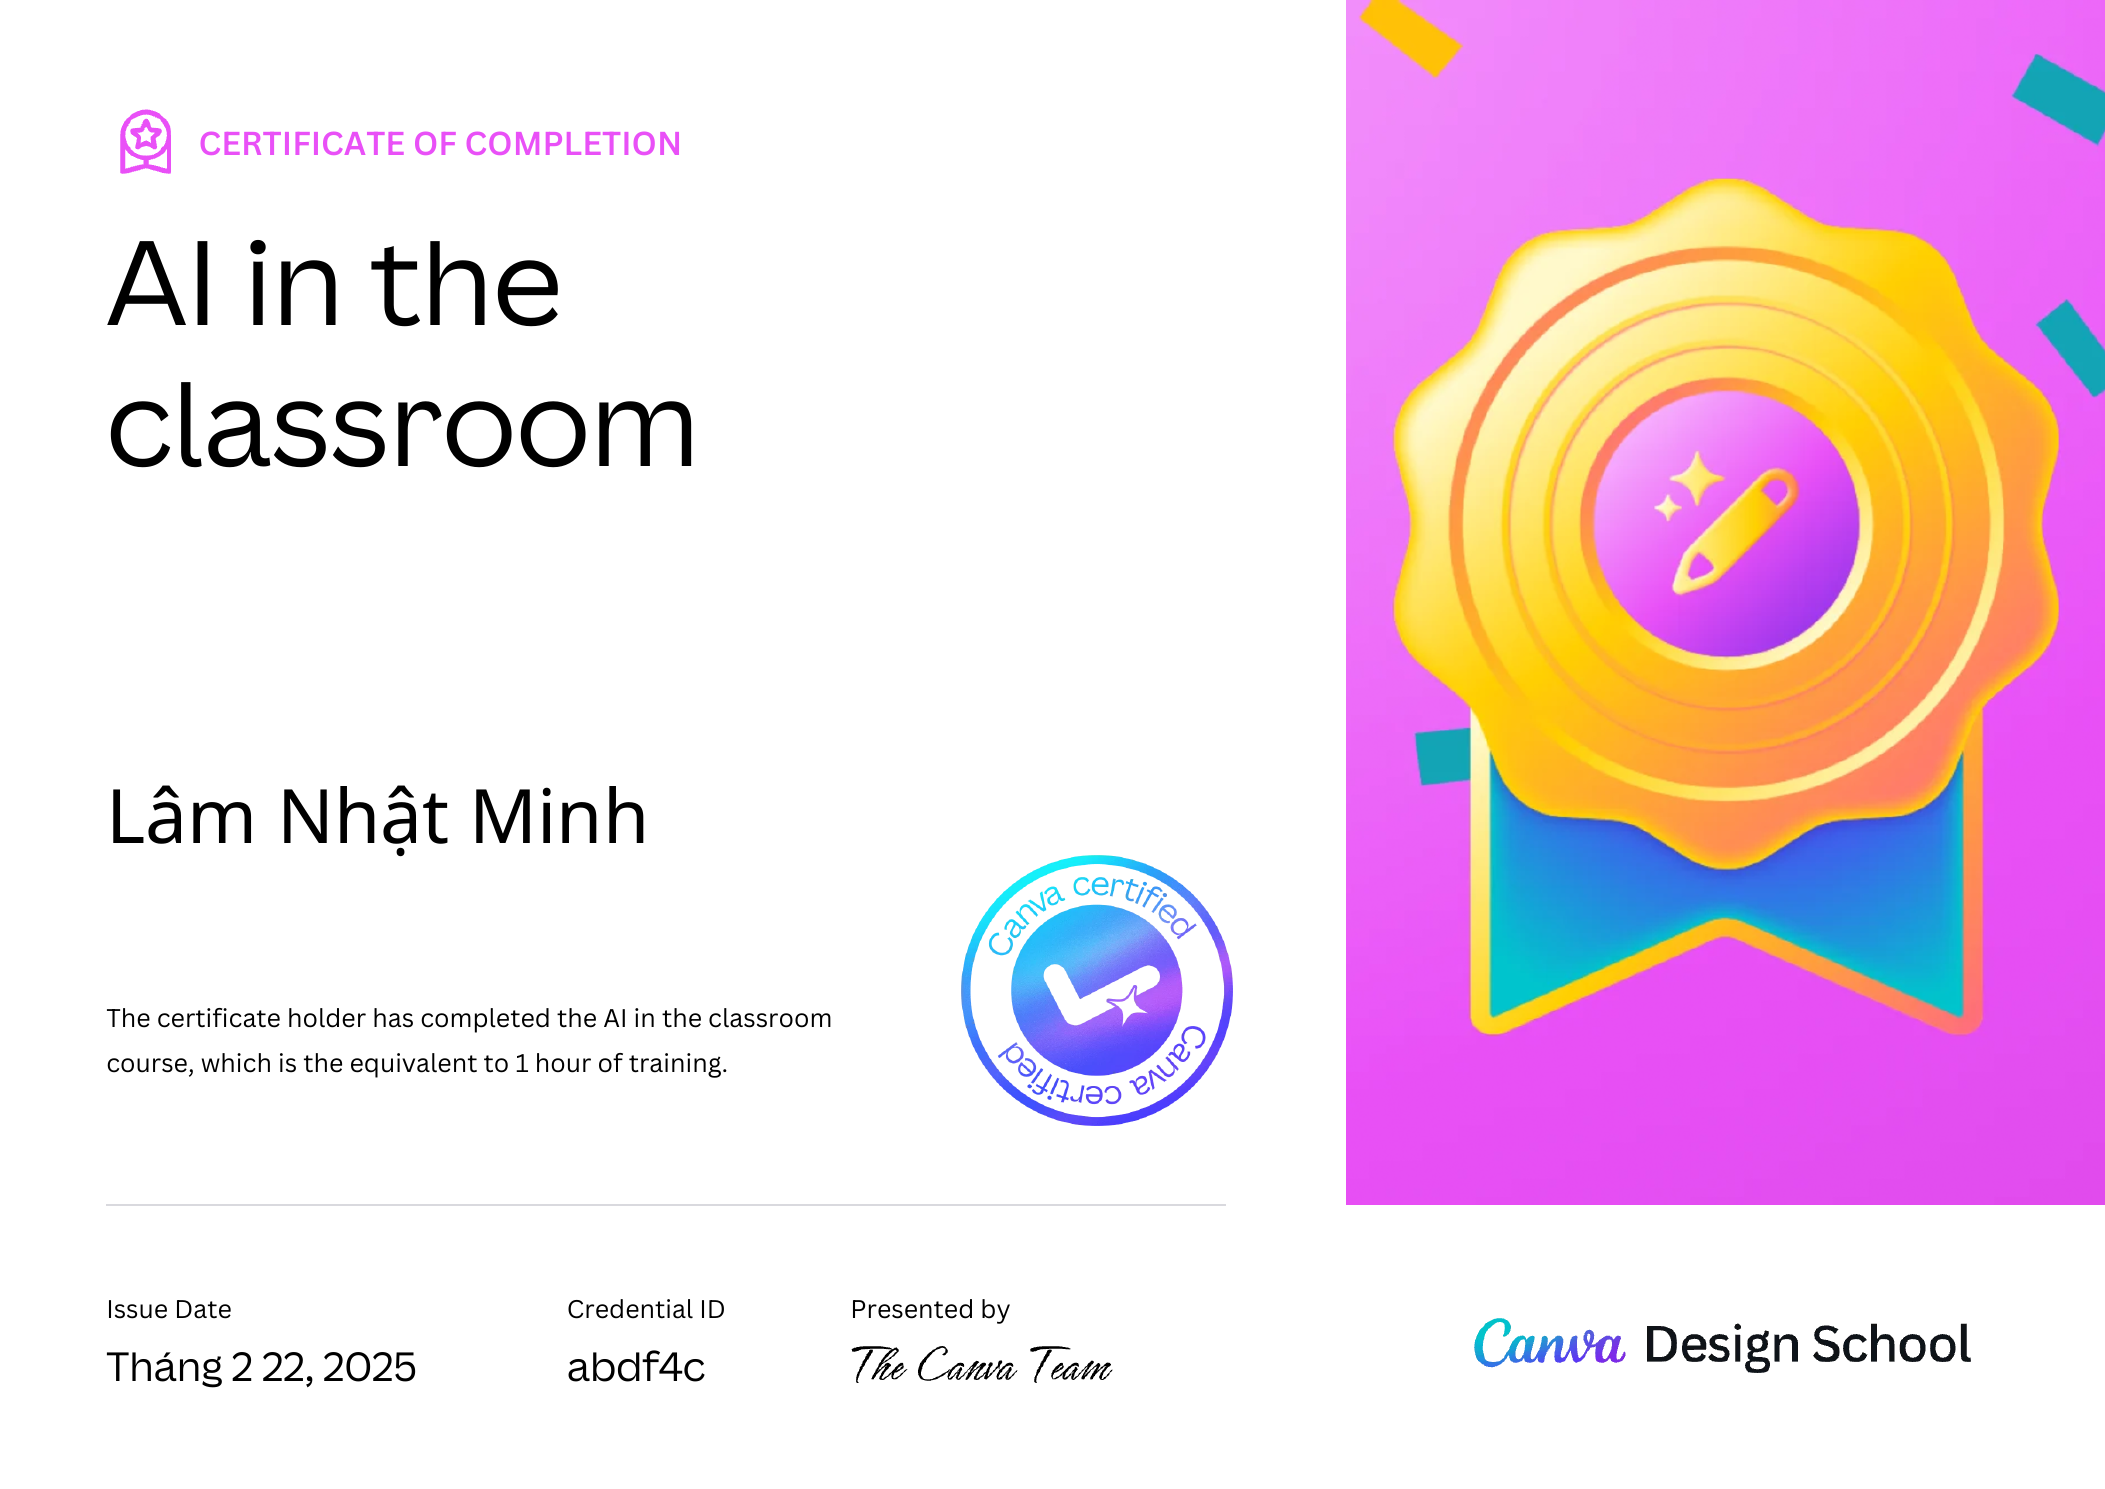 CERTIFICATE OF COMPLETION
AI in the
classroom
Lâm Nhật Minh
Canva certified
Canva certified
The certificate holder has completed the AI in the classroom
course, which is the equivalent to 1 hour of training.
Issue Date
Tháng 2 22, 2025
Credential ID
abdf4c
Presented by
The Canva Team
Canva Design School